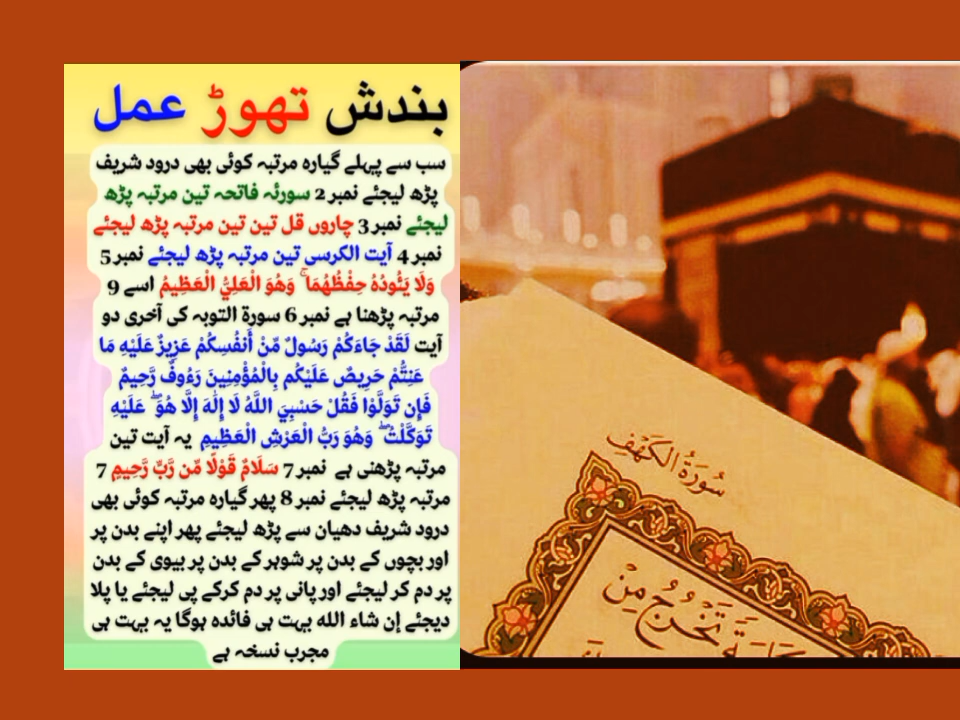 بندش تھوڑ عمل
سب سے پہلے گیارہ مرتبہ کوئی بھی درود شریف
پڑھ لیجئے نمبر 2 سورئہ فاتحہ تین مرتبہ پڑھ
لیجئے نمبر 3 چاروں قل تین تین مرتبہ پڑھ لیجئے
نمبر 4 آیت الکرسی تین مرتبہ پڑھ لیجئے نمبر 5
وَلَا يَئُودُهُ حِفْظُهُمَا ۚ وَهُوَ الْعَلِيُّ الْعَظِيمُ اسے 9
مرتبہ پڑھنا ہے نمبر 6 سورۃ التوبہ کی آخری دو
آیت لَقَدْ جَاءَكُمْ رَسُولٌ مِّنْ أَنفُسِكُمْ عَزِيزٌ عَلَيْهِ مَا
عَنِتُّمْ حَرِيصٌ عَلَيْكُم بِالْمُؤْمِنِينَ رَءُوفٌ رَّحِيمٌ
فَإِن تَوَلَّوْا فَقُلْ حَسْبِيَ اللَّهُ لَا إِلَٰهَ إِلَّا هُوَ ۖ عَلَيْهِ
تَوَكَّلْتُ ۖ وَهُوَ رَبُّ الْعَرْشِ الْعَظِيمِ یہ آیت تین
مرتبہ پڑھنی ہے نمبر 7 سَلَامٌ قَوْلًا مِّن رَّبٍّ رَّحِيمٍ 7
مرتبہ پڑھ لیجئے نمبر 8 پھر گیارہ مرتبہ کوئی بھی
درود شریف دھیان سے پڑھ لیجئے پھر اپنے بدن پر
اور بچوں کے بدن پر شوہر کے بدن پر بیوی کے بدن
پر دم کر لیجئے اور پانی پر دم کرکے پی لیجئے یا پلا
دیجئے إن شاء الله بہت ہی فائدہ ہوگا یہ بہت ہی
مجرب نسخہ ہے
سُورَةُ الكَهْفِ
تَخْرُجُ مِنْ